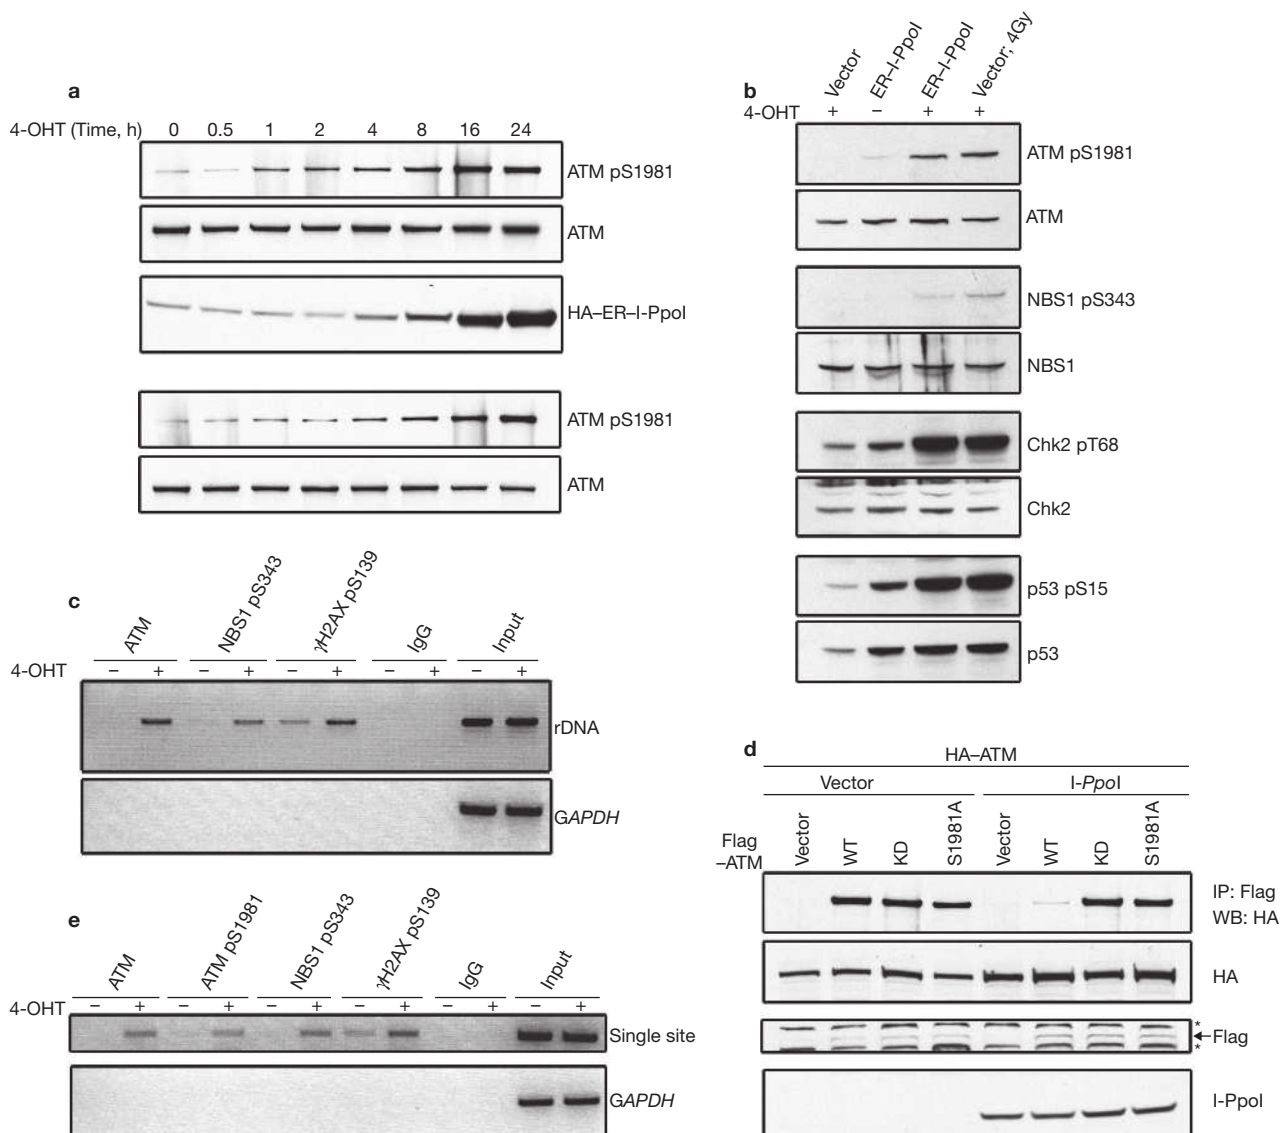 a
4-OHT (Time, h) 0 0.5 1 2 4 8 16 24
ATM pS1981
ATM
HA–ER–I-PpoI
ATM pS1981
ATM
b
Vector ER–I-PpoI ER–I-PpoI Vector; 4Gy
4-OHT + − + +
ATM pS1981
ATM
NBS1 pS343
NBS1
Chk2 pT68
Chk2
p53 pS15
p53
c
ATM NBS1 pS343 γH2AX pS139 IgG Input
4-OHT − + − + − + − + − +
rDNA
GAPDH
d
HA–ATM
Vector I-PpoI
Flag
–ATM
Vector WT KD S1981A Vector WT KD S1981A
IP: Flag
WB: HA
HA
*
Flag
*
I-PpoI
e
ATM ATM pS1981 NBS1 pS343 γH2AX pS139 IgG Input
4-OHT − + − + − + − + − + − +
Single site
GAPDH